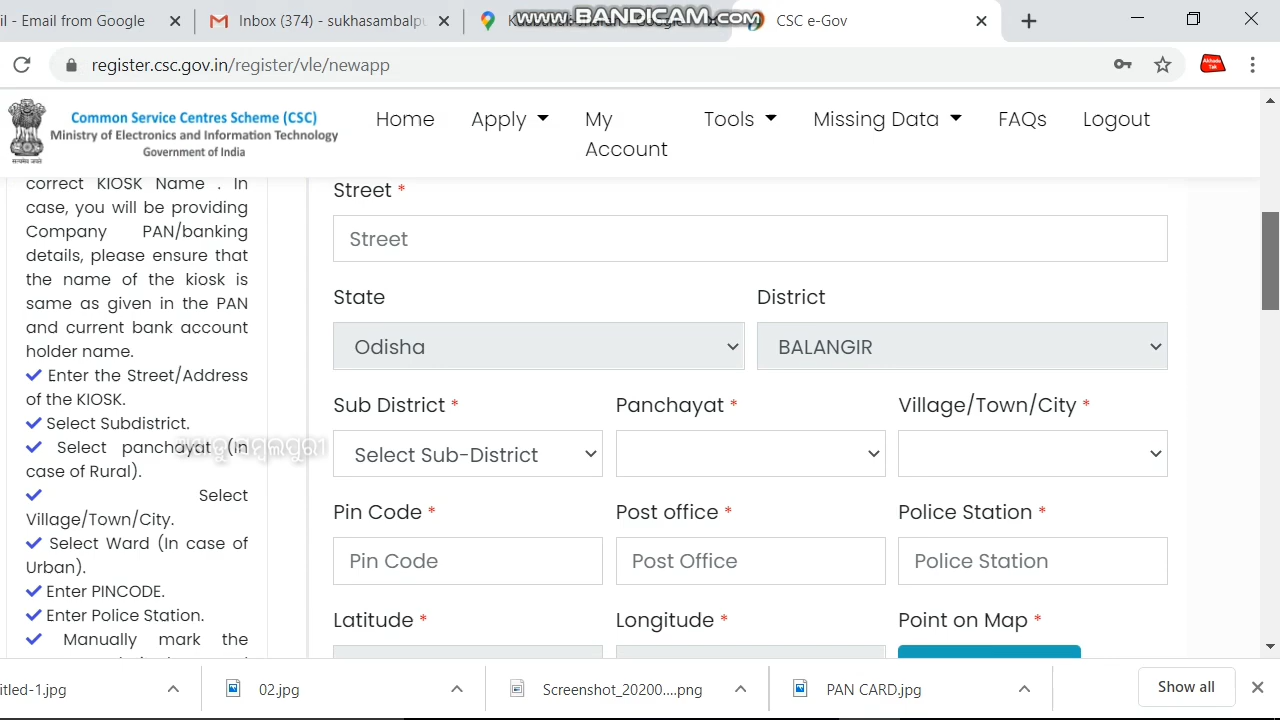 il - Email from Google
Inbox (374) - sukhasambalpu
CSC e-Gov
www.BANDICAM.com
register.csc.gov.in/register/vle/newapp
Common Service Centres Scheme (CSC)
Ministry of Electronics and Information Technology
Government of India
सत्यमेव जयते
Home
Apply
My Account
Tools
Missing Data
FAQs
Logout
correct KIOSK Name . In
case, you will be providing
Company PAN/banking
details, please ensure that
the name of the kiosk is
same as given in the PAN
and current bank account
holder name.
Enter the Street/Address
of the KIOSK.
Select Subdistrict.
Select panchayat (in
case of Rural).
Select
Village/Town/City.
Select Ward (In case of
Urban).
Enter PINCODE.
Enter Police Station.
Manually mark the
Street *
Street
State
District
Odisha
BALANGIR
Sub District *
Panchayat *
Village/Town/City *
Select Sub-District
Pin Code *
Post office *
Police Station *
Pin Code
Post Office
Police Station
Latitude *
Longitude *
Point on Map *
itled-1.jpg
02.jpg
Screenshot_20200....png
PAN CARD.jpg
Show all